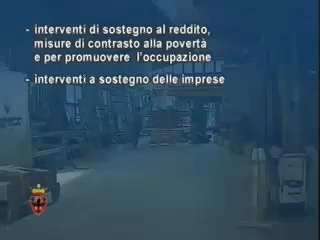 - interventi di sostegno al reddito,
misure di contrasto alla povertà
e per promuovere l'occupazione
- interventi a sostegno delle imprese